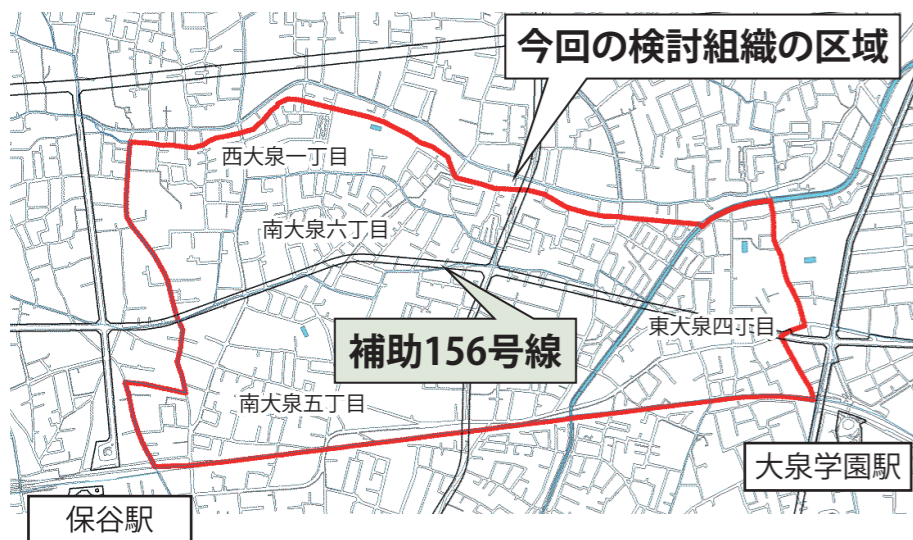 今回の検討組織の区域
西大泉一丁目
南大泉六丁目
東大泉四丁目
補助156号線
南大泉五丁目
大泉学園駅
保谷駅